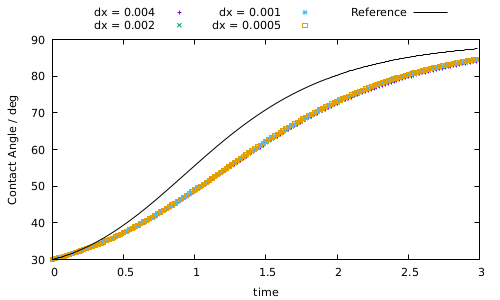 dx = 0.004 dx = 0.001 Reference
dx = 0.002 dx = 0.0005
90
80
70
60
50
40
30
Contact Angle / deg
0 0.5 1 1.5 2 2.5 3
time